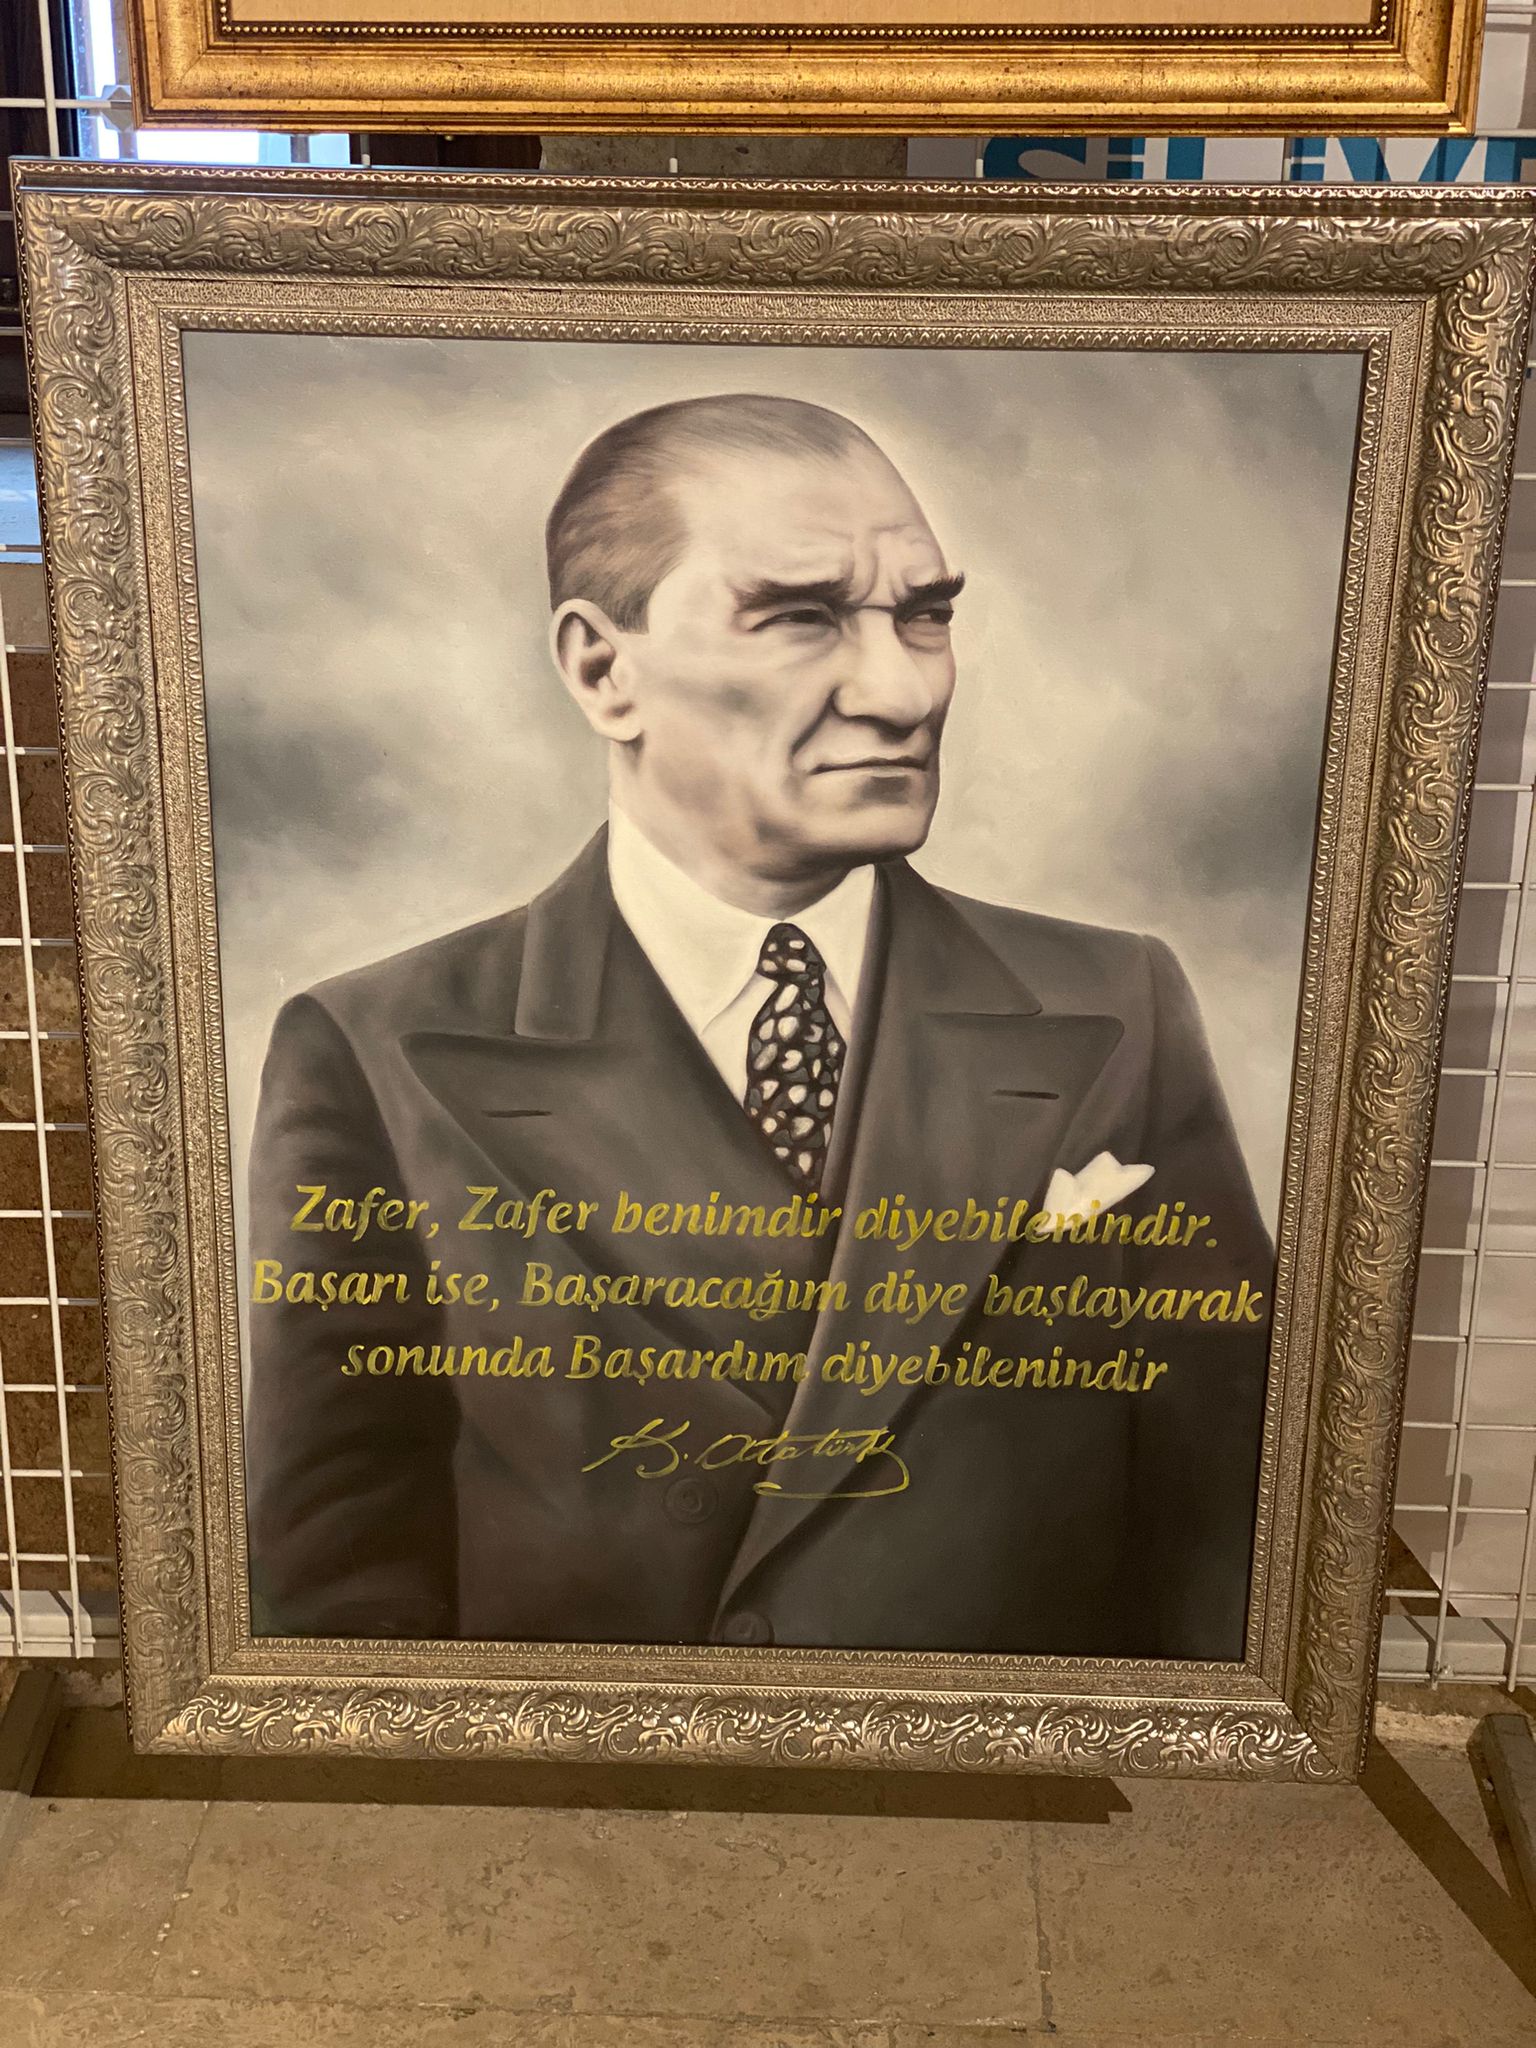 Zafer, Zafer benimdir diyebilenindir.
Başarı ise, Başaracağım diye başlayarak
sonunda Başardım diyebilenindir
K. Atatürk